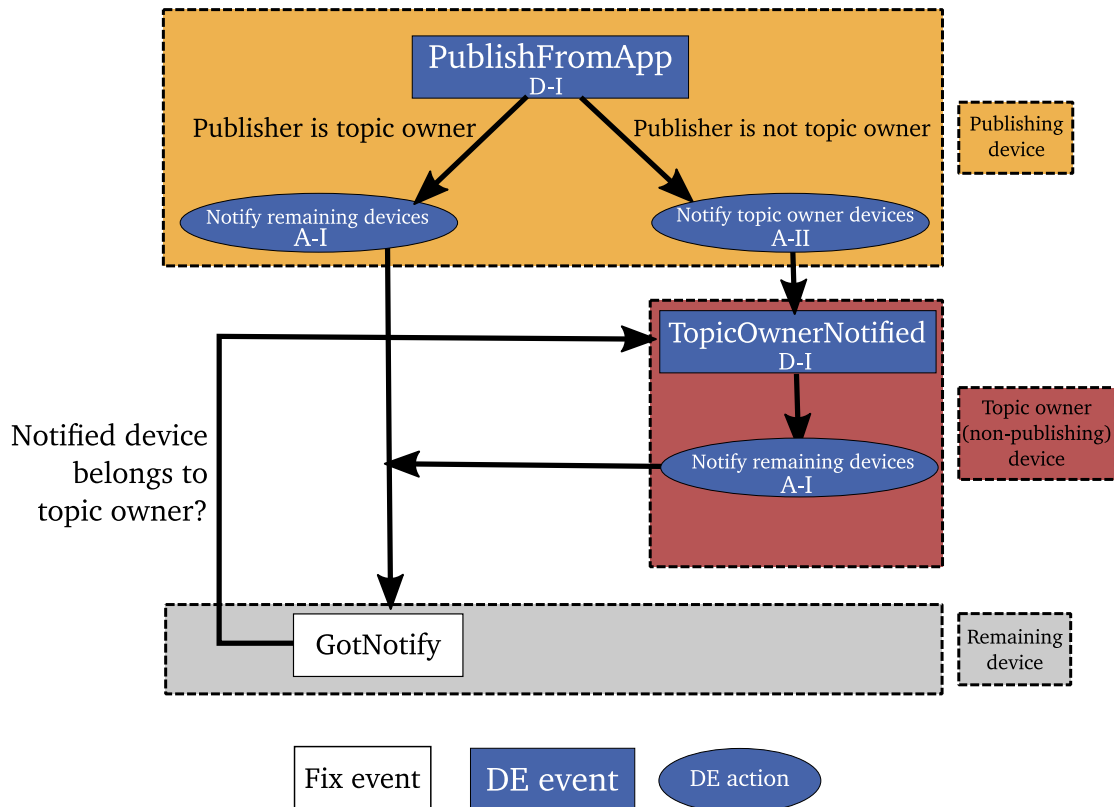 PublishFromApp
D-I
Publisher is topic owner
Publisher is not topic owner
Publishing
device
Notify remaining devices
A-I
Notify topic owner devices
A-II
TopicOwnerNotified
D-I
Topic owner
(non-publishing)
device
Notified device
belongs to
topic owner?
Notify remaining devices
A-I
GotNotify
Remaining
device
Fix event
DE event
DE action